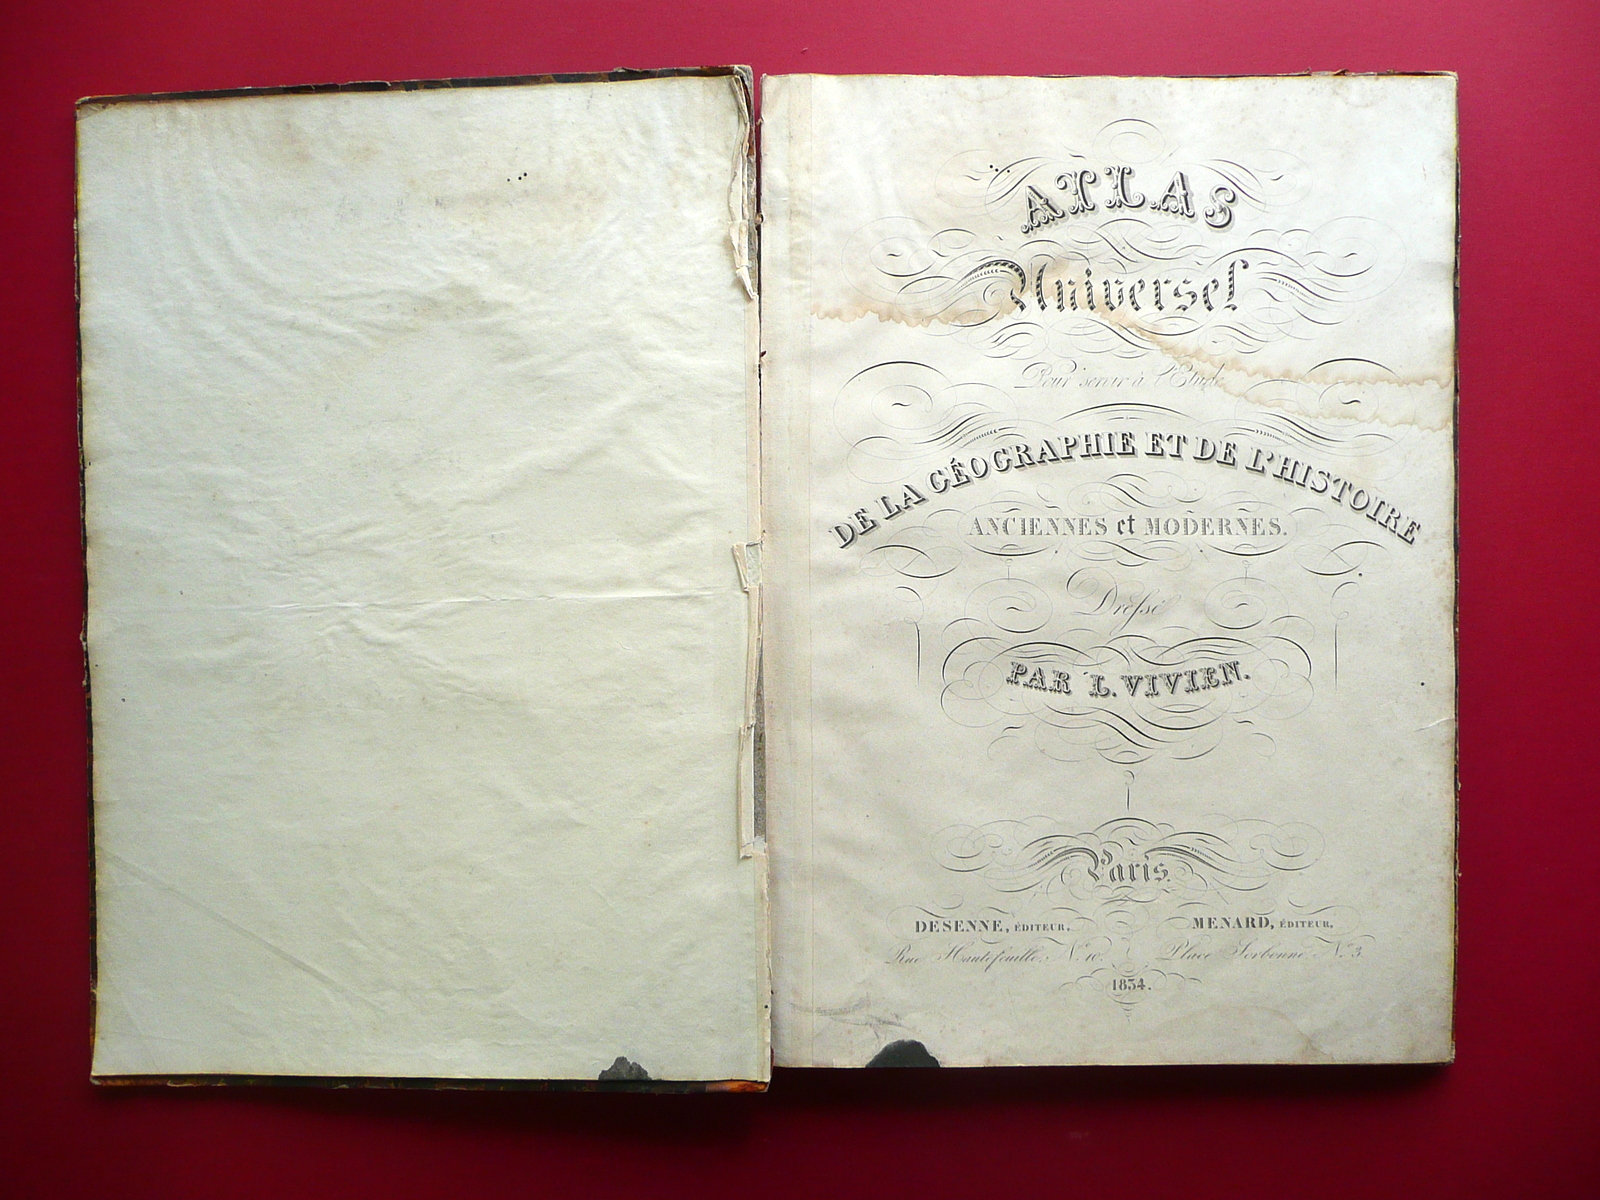 ATLAS
Universel
Pour servir à l'Etude
DE LA GÉOGRAPHIE ET DE L'HISTOIRE
ANCIENNES et MODERNES.
Dreſsé
PAR L. VIVIEN.
Paris.
DESENNE, ÉDITEUR,
Rue Hautefeuille, N.º 10.
MENARD, ÉDITEUR,
Place Sorbonne N.º 3.
1834.